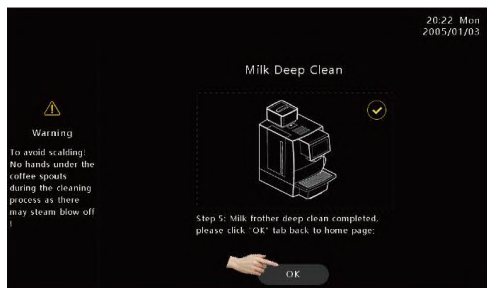 20:22 Mon
2005/01/03
Milk Deep Clean
Warning
To avoid scalding!
No hands under the
coffee spouts
during the cleaning
process as there
may steam blow off
!
Step 5: Milk frother deep clean completed,
please click "OK" tab back to home page;
OK